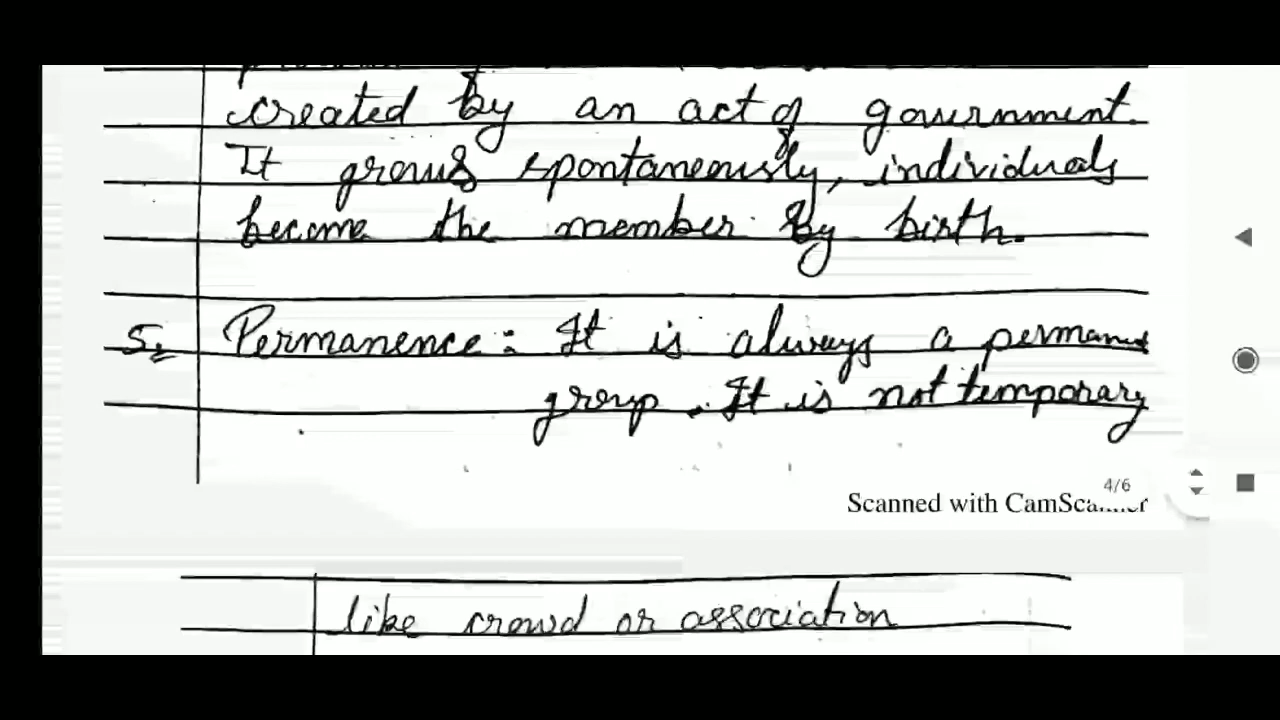 created by an act of government.
It grows spontaneously, individuals
become the member by birth.
5. Permanence: It is always a permanent
group. It is not temporary
4/6
Scanned with CamScanner
like crowd or association